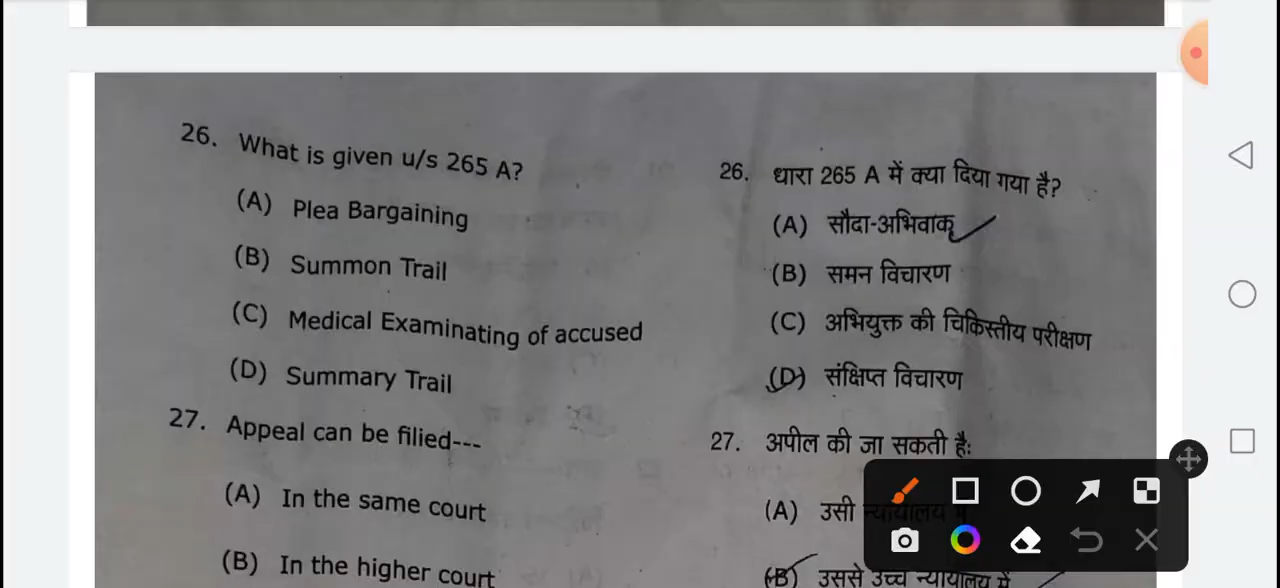 26. What is given u/s 265 A?
(A) Plea Bargaining
(B) Summon Trail
(C) Medical Examinating of accused
(D) Summary Trail
27. Appeal can be filied---
(A) In the same court
(B) In the higher court
26. धारा 265 A में क्या दिया गया है?
(A) सौदा-अभिवाक्
(B) समन विचारण
(C) अभियुक्त की चिकिस्तीय परीक्षण
(D) संक्षिप्त विचारण
27. अपील की जा सकती है:
(A) उसी न्यायालय में
(B) उससे उच्च न्यायालय में